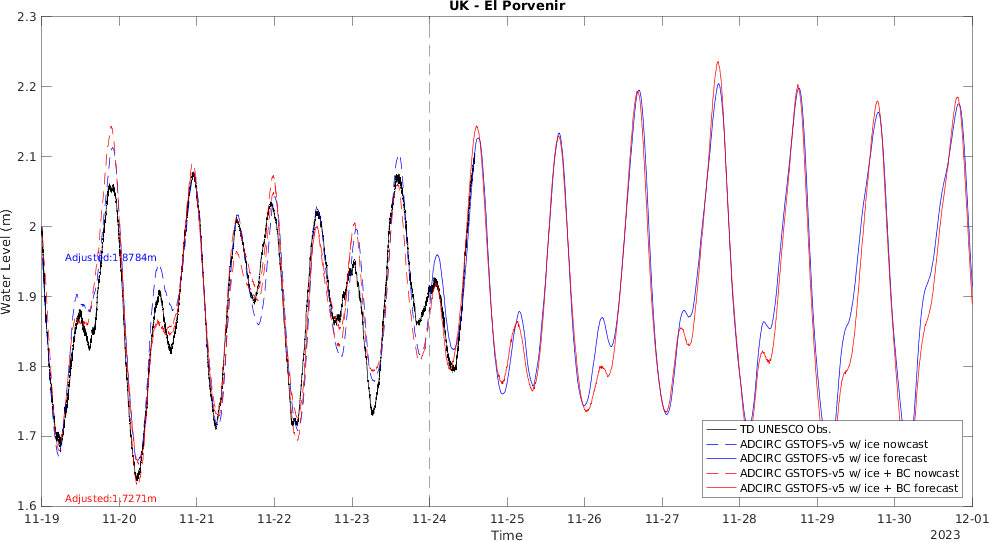 UK - El Porvenir
2.3
2.2
2.1
2
1.9
1.8
1.7
1.6
Water Level (m)
Adjusted:1.8784m
Adjusted:1.7271m
TD UNESCO Obs.
ADCIRC GSTOFS-v5 w/ ice nowcast
ADCIRC GSTOFS-v5 w/ ice forecast
ADCIRC GSTOFS-v5 w/ ice + BC nowcast
ADCIRC GSTOFS-v5 w/ ice + BC forecast
11-19 11-20 11-21 11-22 11-23 11-24 11-25 11-26 11-27 11-28 11-29 11-30 12-01
Time
2023